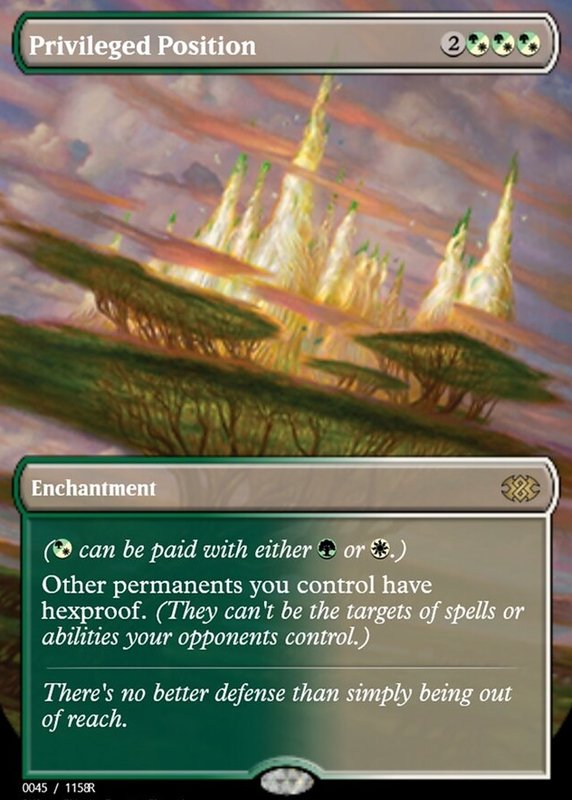 Privileged Position
2
Enchantment
( can be paid with either or .)
Other permanents you control have
hexproof. (They can't be the targets of spells or
abilities your opponents control.)
There's no better defense than simply being out
of reach.
0045 / 1158R